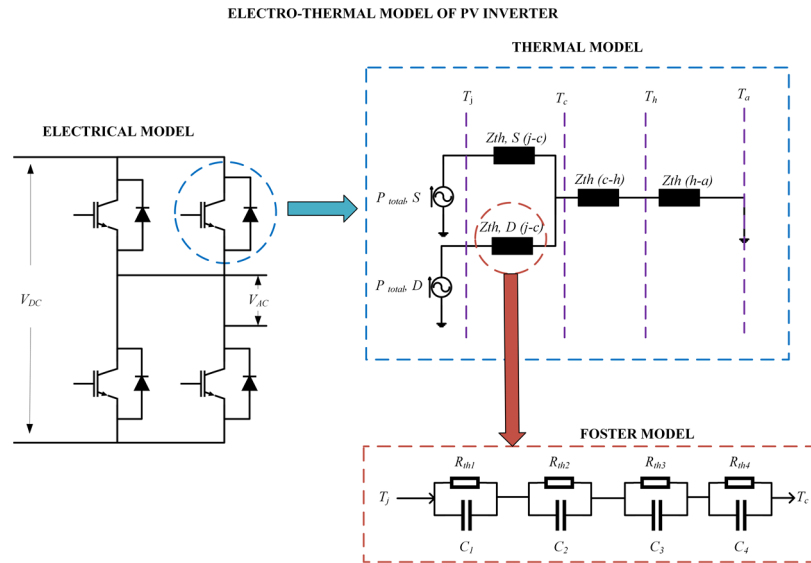 ELECTRO-THERMAL MODEL OF PV INVERTER
THERMAL MODEL
ELECTRICAL MODEL
Tj
Tc
Th
Ta
Zth, S (j-c)
Zth (c-h)
Zth (h-a)
P total, S
Zth, D (j-c)
P total, D
VDC
VAC
FOSTER MODEL
Rth1
Rth2
Rth3
Rth4
Tj
Tc
C1
C2
C3
C4